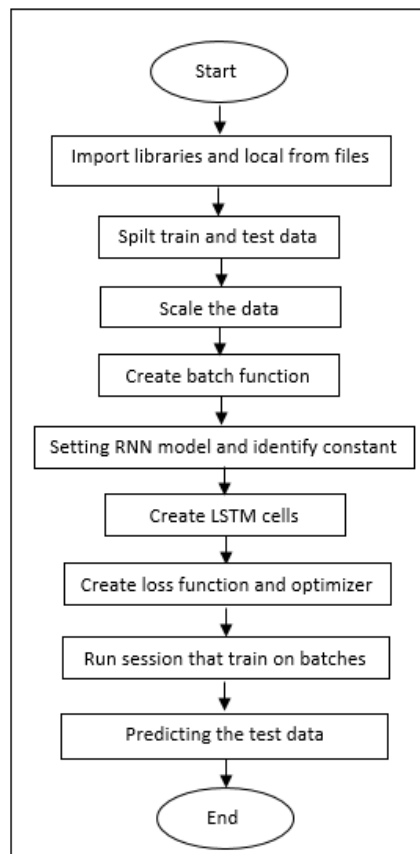 Start
Import libraries and local from files
Spilt train and test data
Scale the data
Create batch function
Setting RNN model and identify constant
Create LSTM cells
Create loss function and optimizer
Run session that train on batches
Predicting the test data
End